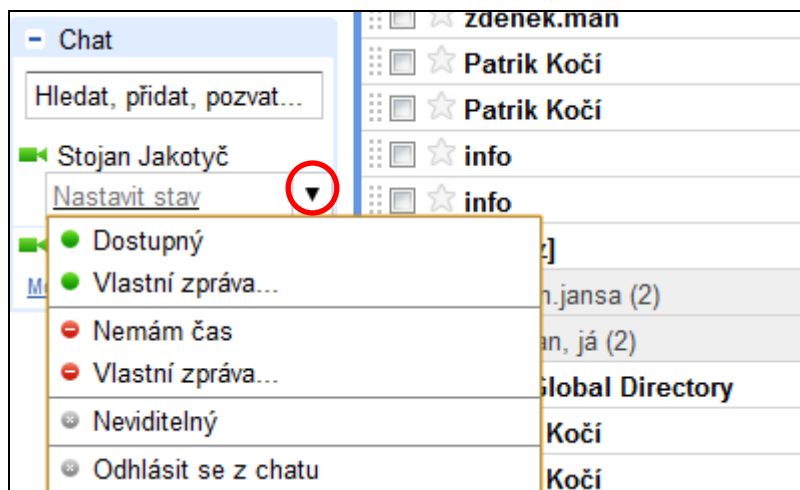 Chat
Hledat, přidat, pozvat...
Stojan Jakotyč
Nastavit stav
Dostupný
Vlastní zpráva...
Nemám čas
Vlastní zpráva...
Neviditelný
Odhlásit se z chatu
zdenek.man
Patrik Kočí
Patrik Kočí
info
info
z]
n.jansa (2)
an, já (2)
Global Directory
Kočí
Kočí